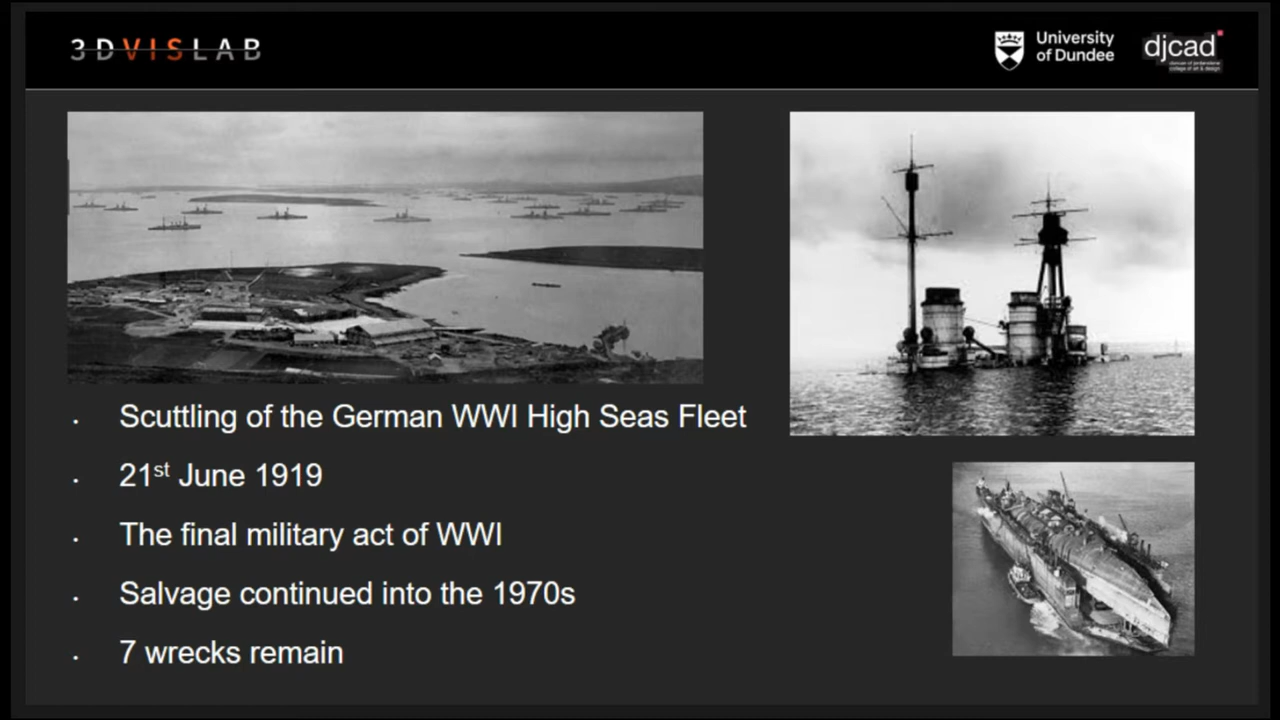 3DVISLAB
University
of Dundee
djcad
Scuttling of the German WWI High Seas Fleet
21st June 1919
The final military act of WWI
Salvage continued into the 1970s
7 wrecks remain